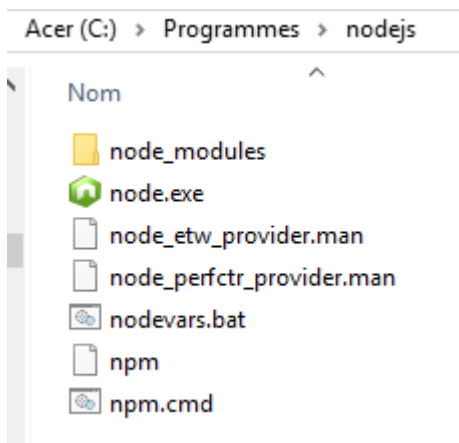 Acer (C:) > Programmes > nodejs
Nom
node_modules
node.exe
node_etw_provider.man
node_perfctr_provider.man
nodevars.bat
npm
npm.cmd